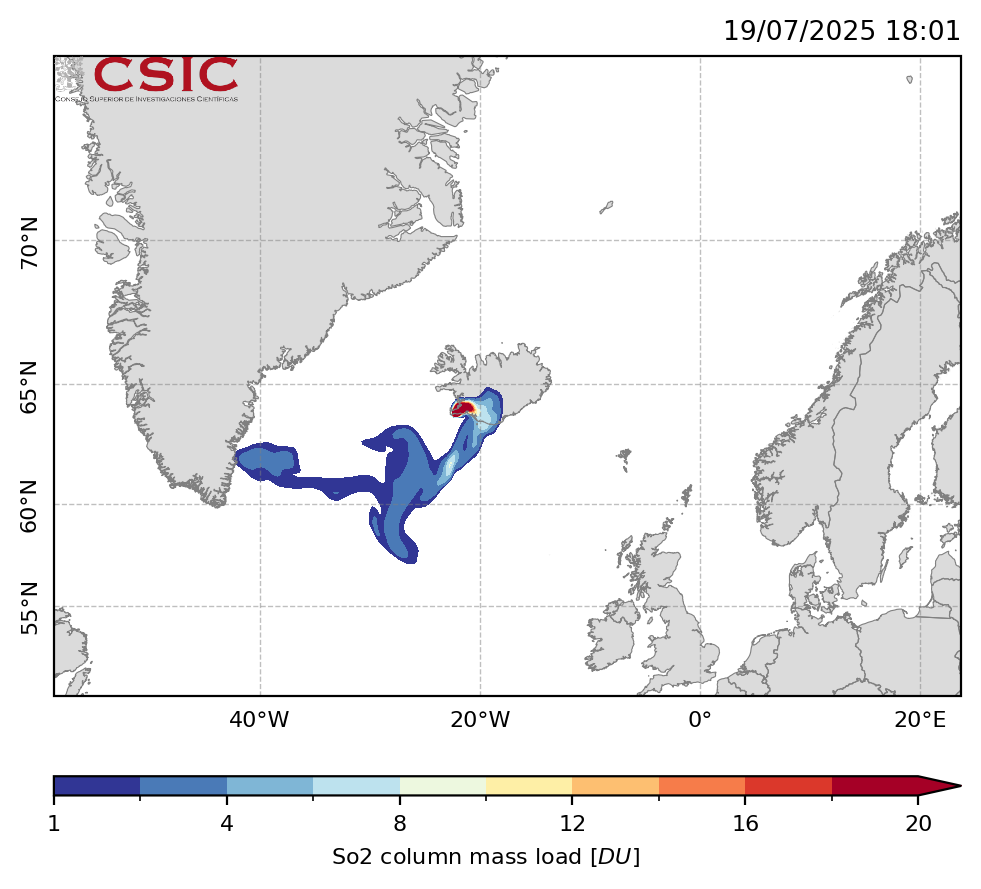 19/07/2025 18:01
CSIC
CONSEJO SUPERIOR DE INVESTIGACIONES CIENTÍFICAS
70°N
65°N
60°N
55°N
40°W 20°W 0° 20°E
1 4 8 12 16 20
So2 column mass load [DU]